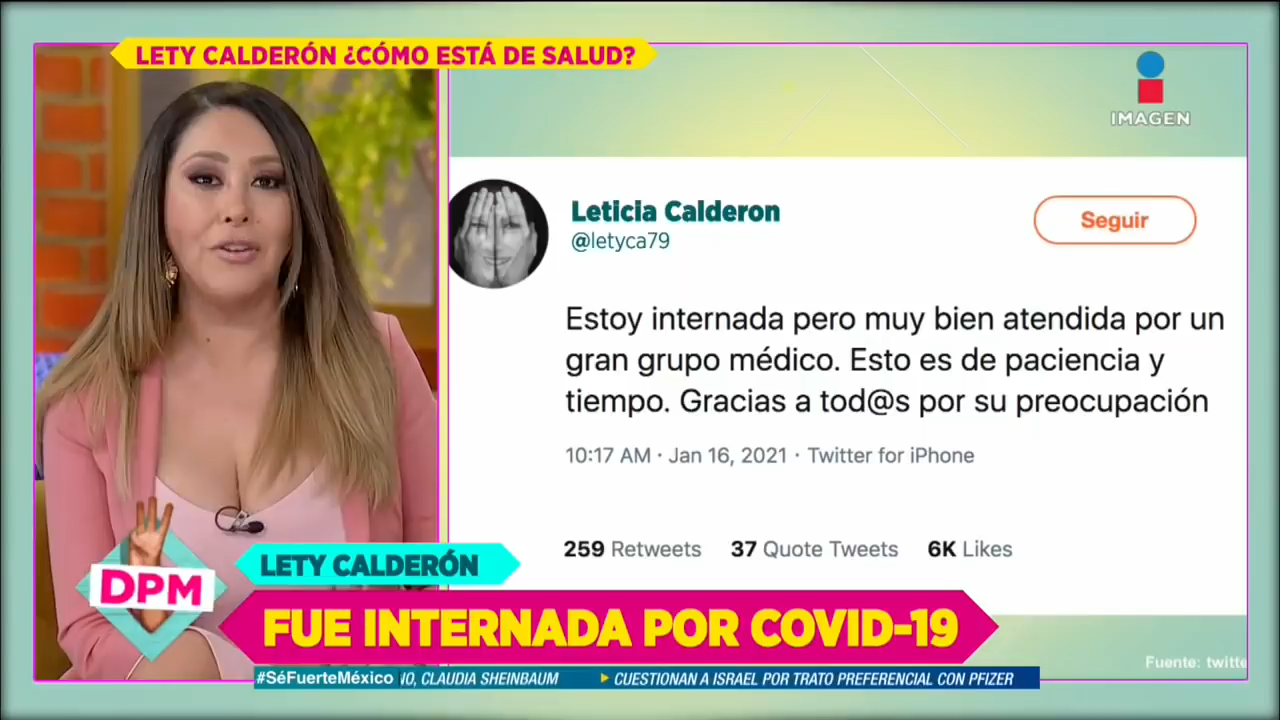 LETY CALDERÓN ¿CÓMO ESTÁ DE SALUD?
IMAGEN
Leticia Calderon
@letyca79
Seguir
Estoy internada pero muy bien atendida por un
gran grupo médico. Esto es de paciencia y
tiempo. Gracias a tod@s por su preocupación
10:17 AM · Jan 16, 2021 · Twitter for iPhone
259 Retweets 37 Quote Tweets 6K Likes
DPM
LETY CALDERÓN
FUE INTERNADA POR COVID-19
Fuente: twitte
#SéFuerteMéxico IO, CLAUDIA SHEINBAUM CUESTIONAN A ISRAEL POR TRATO PREFERENCIAL CON PFIZER